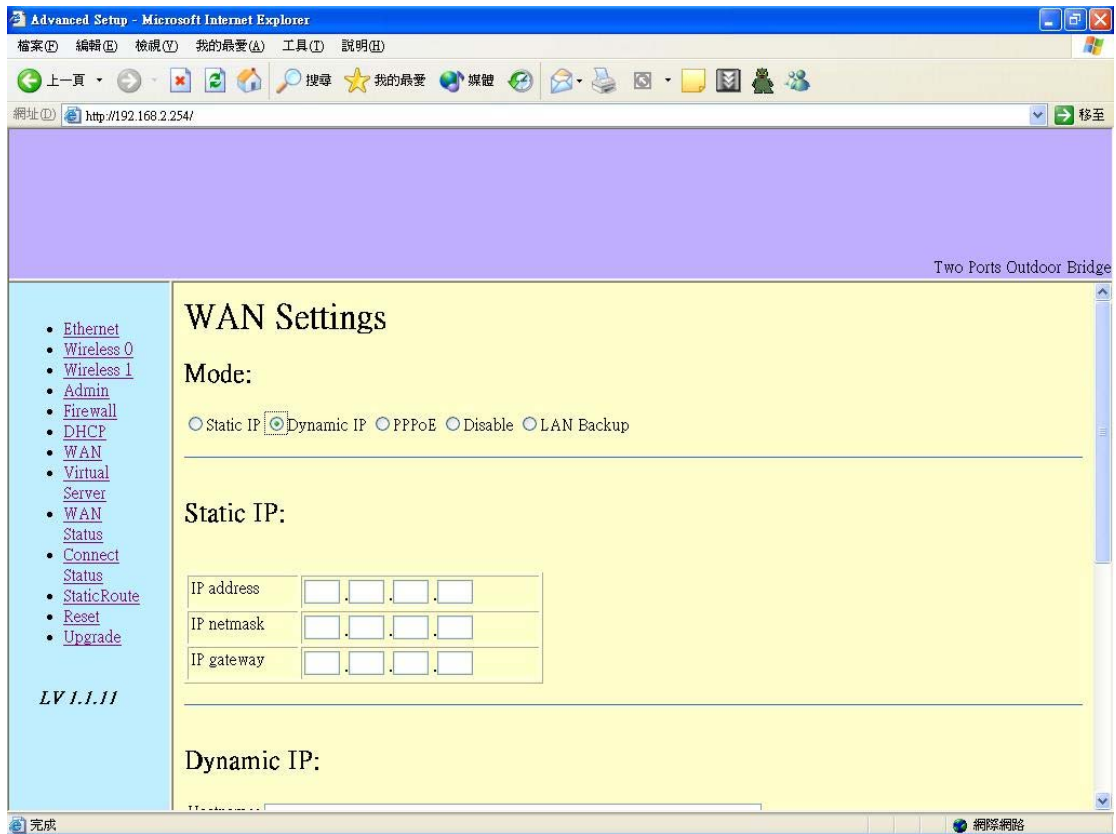 Advanced Setup - Microsoft Internet Explorer
檔案(F) 編輯(E) 檢視(V) 我的最愛(A) 工具(T) 說明(H)
上一頁 搜尋 我的最愛 媒體
網址(D) http://192.168.2.254/ 移至
Two Ports Outdoor Bridge
Ethernet
Wireless 0
Wireless 1
Admin
Firewall
DHCP
WAN
Virtual
Server
WAN
Status
Connect
Status
StaticRoute
Reset
Upgrade
LV 1.1.11
WAN Settings
Mode:
Static IP Dynamic IP PPPoE Disable LAN Backup
Static IP:
IP address . . .
IP netmask . . .
IP gateway . . .
Dynamic IP:
完成 網際網路